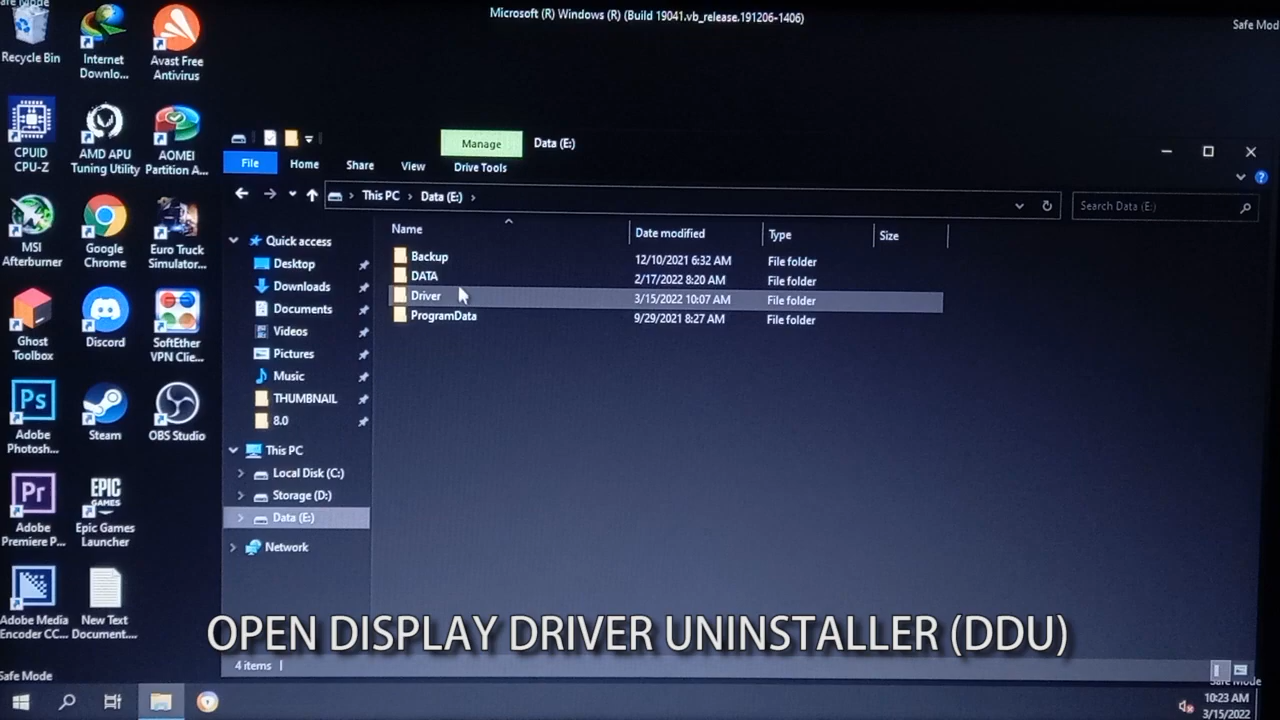 Safe Mode
Microsoft (R) Windows (R) (Build 19041.vb_release.191206-1406)
Safe Mod
Recycle Bin
Internet
Downlo...
Avast Free
Antivirus
CPUID
CPU-Z
AMD APU
Tuning Utility
AOMEI
Partition A...
MSI
Afterburner
Google
Chrome
Euro Truck
Simulator...
Ghost
Toolbox
Discord
SoftEther
VPN Clie...
Ps
Adobe
Photosh...
Steam
OBS Studio
Pr
Adobe
Premiere P...
EPIC
GAMES
Epic Games
Launcher
Adobe Media
Encoder CC...
New Text
Document....
Manage
Data (E:)
File
Home
Share
View
Drive Tools
This PC > Data (E:) >
Search Data (E:)
Quick access
Desktop
Downloads
Documents
Videos
Pictures
Music
THUMBNAIL
8.0
This PC
Local Disk (C:)
Storage (D:)
Data (E:)
Network
Name Date modified Type Size
Backup 12/10/2021 6:32 AM File folder
DATA 2/17/2022 8:20 AM File folder
Driver 3/15/2022 10:07 AM File folder
ProgramData 9/29/2021 8:27 AM File folder
OPEN DISPLAY DRIVER UNINSTALLER (DDU)
4 items
Safe Mode
Safe Mode
10:23 AM
3/15/2022